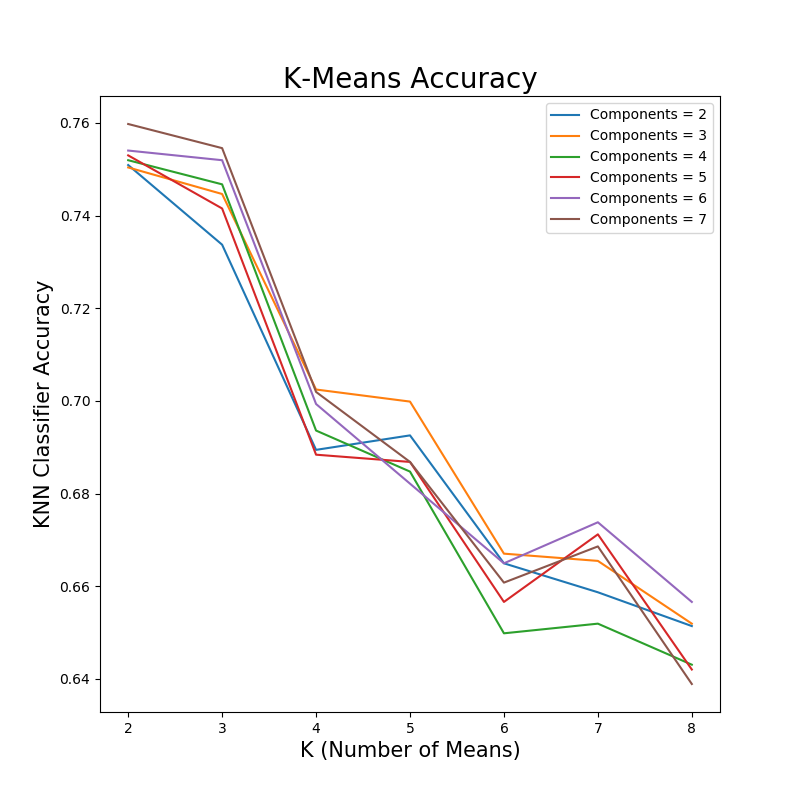 K-Means Accuracy
Components = 2
Components = 3
Components = 4
Components = 5
Components = 6
Components = 7
KNN Classifier Accuracy
0.76
0.74
0.72
0.70
0.68
0.66
0.64
2 3 4 5 6 7 8
K (Number of Means)